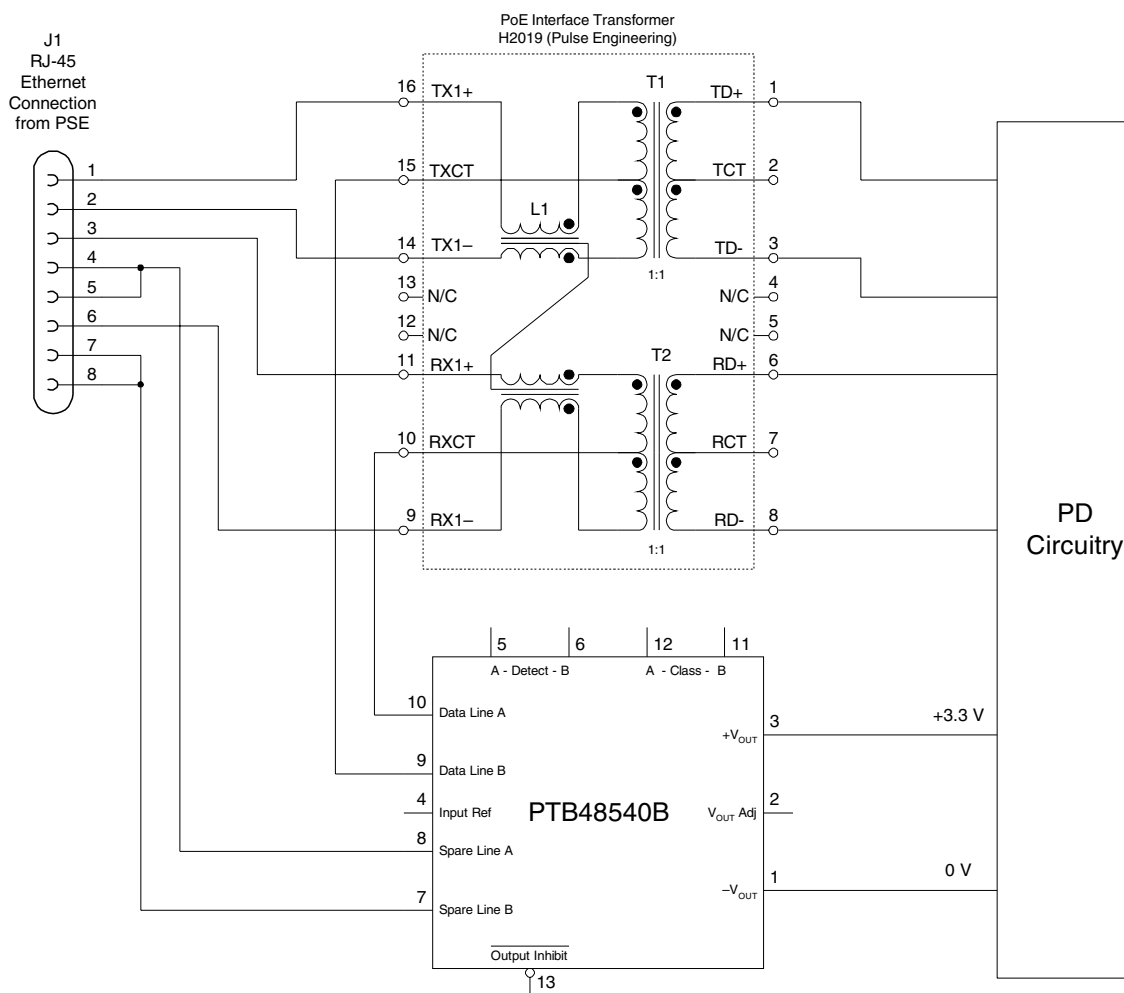 PoE Interface Transformer
H2019 (Pulse Engineering)
J1
RJ-45
Ethernet
Connection
from PSE
1
2
3
4
5
6
7
8
16
TX1+
15
TXCT
14
TX1–
13
N/C
12
N/C
11
RX1+
10
RXCT
9
RX1–
L1
T1
1:1
T2
1:1
TD+
1
TCT
2
TD-
3
N/C
4
N/C
5
RD+
6
RCT
7
RD-
8
PD
Circuitry
5
6
12
11
A - Detect - B
A - Class - B
10
Data Line A
9
Data Line B
4
Input Ref
8
Spare Line A
7
Spare Line B
PTB48540B
+VOUT
3
+3.3 V
VOUT Adj
2
–VOUT
1
0 V
Output Inhibit
13